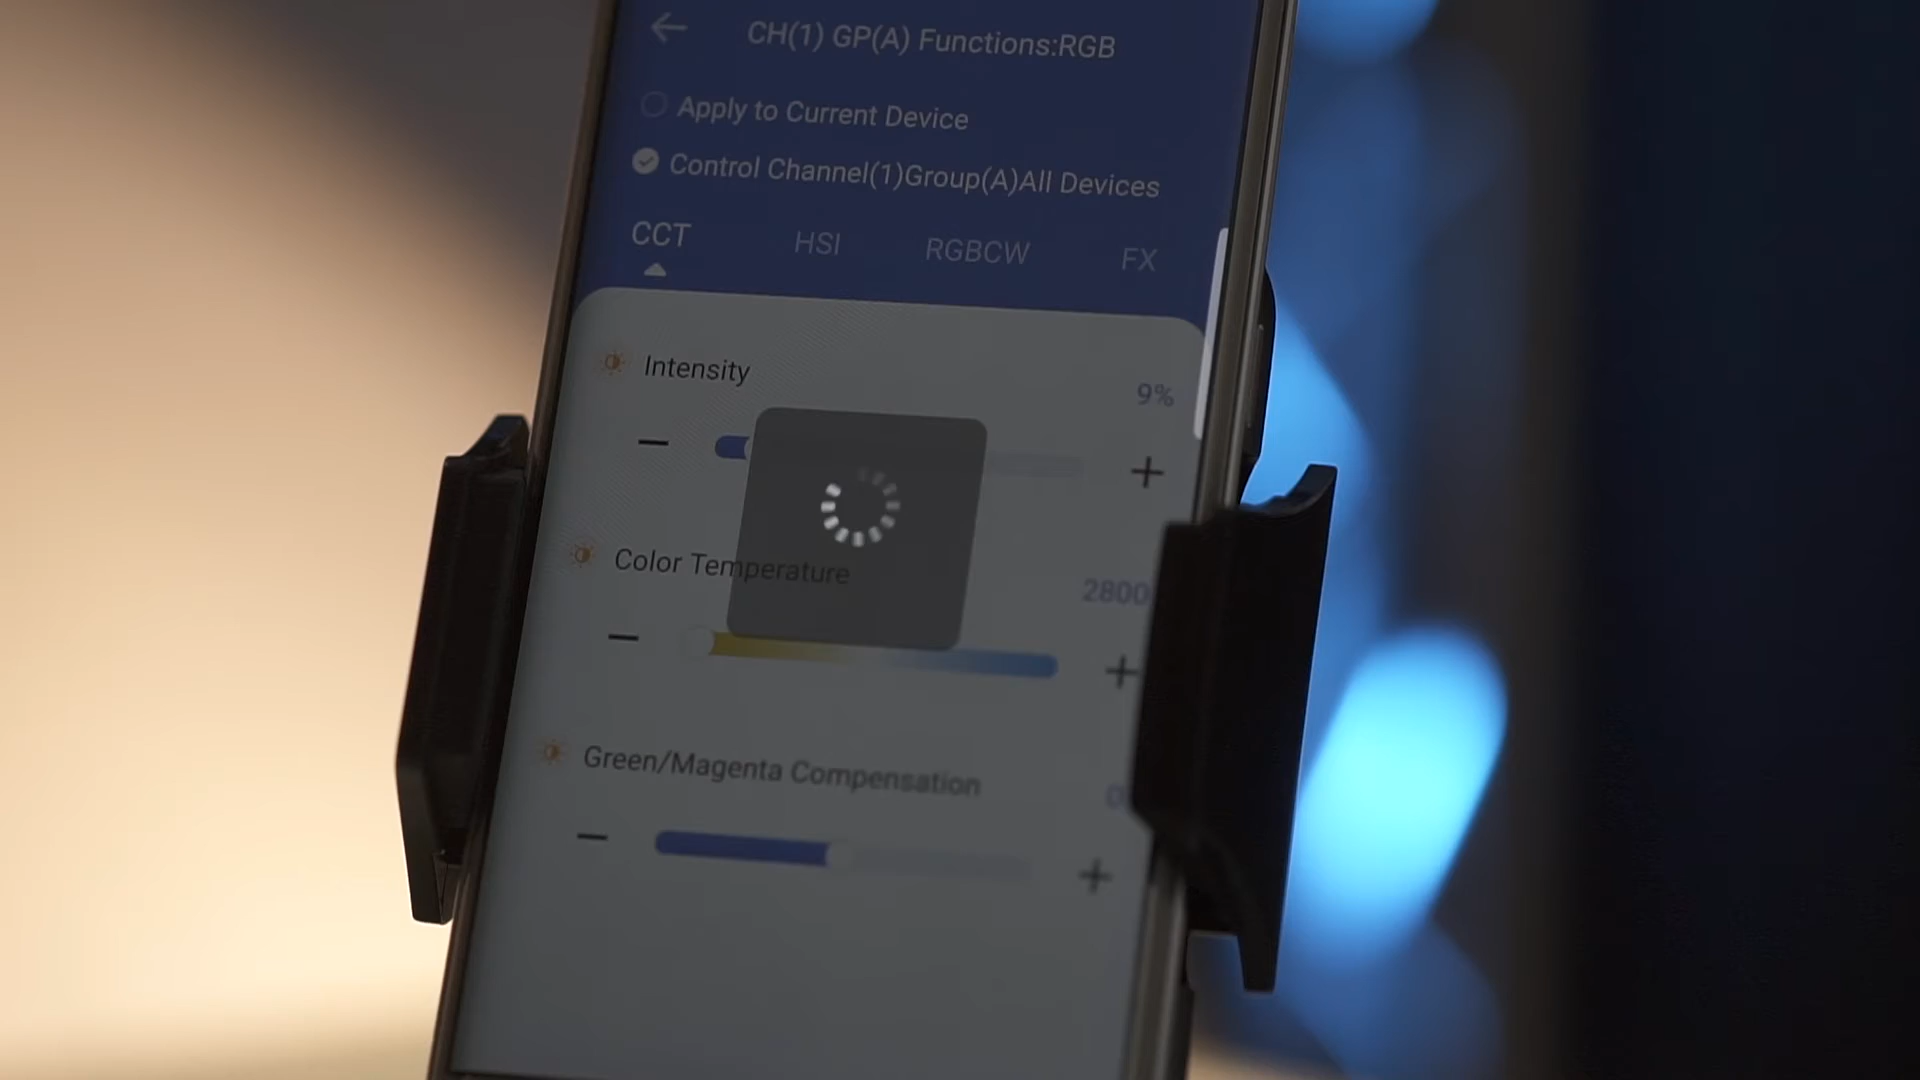 CH(1) GP(A) Functions:RGB
Apply to Current Device
Control Channel(1)Group(A)All Devices
CCT HSI RGBCW FX
Intensity
9%
Color Temperature
2800
Green/Magenta Compensation